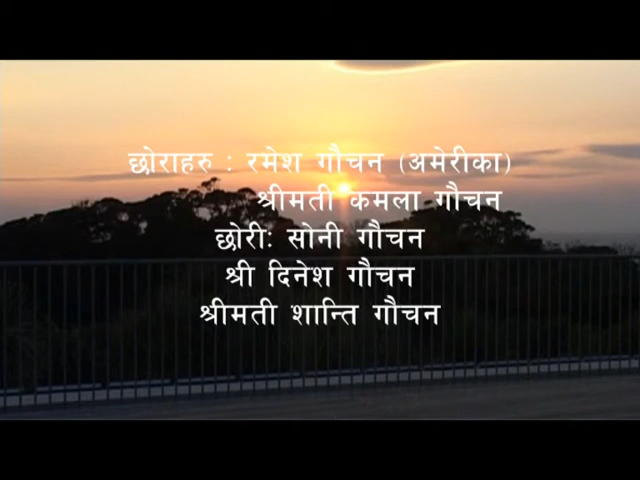 छोराहरु : रमेश गौचन (अमेरीका)
श्रीमती कमला गौचन
छोरीः सोनी गौचन
श्री दिनेश गौचन
श्रीमती शान्ति गौचन